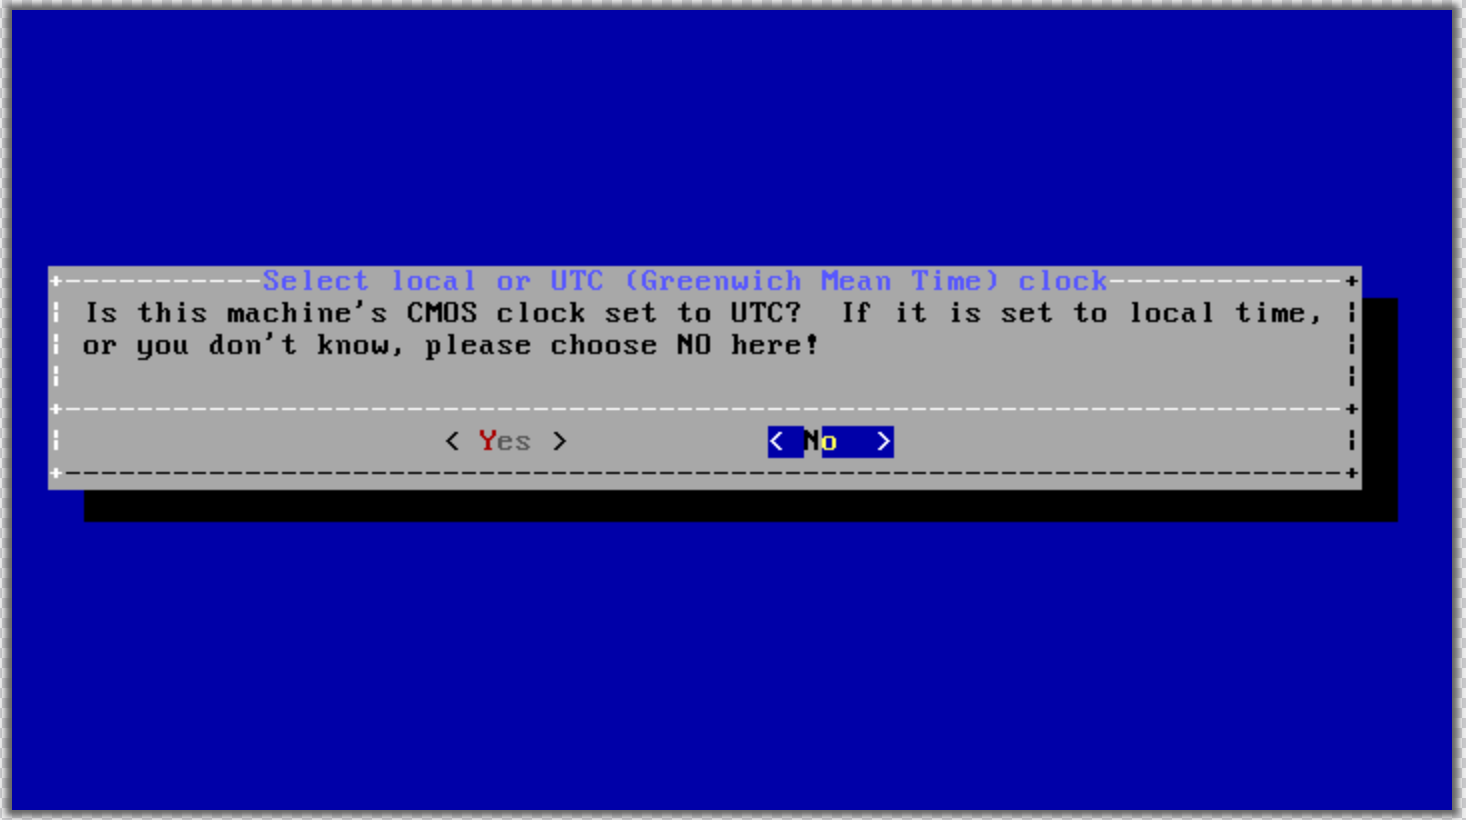 Select local or UTC (Greenwich Mean Time) clock
Is this machine's CMOS clock set to UTC?  If it is set to local time,
or you don't know, please choose NO here!
< Yes > < No >